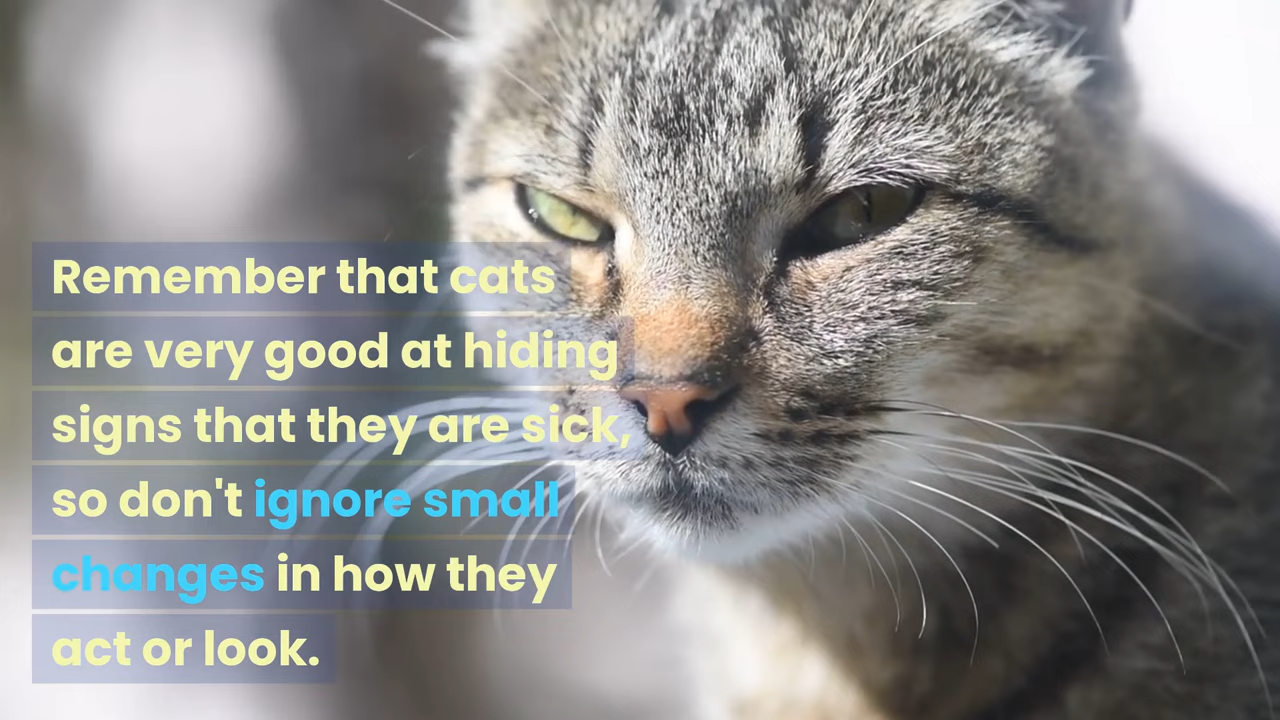 Remember that cats
are very good at hiding
signs that they are sick,
so don't ignore small
changes in how they
act or look.